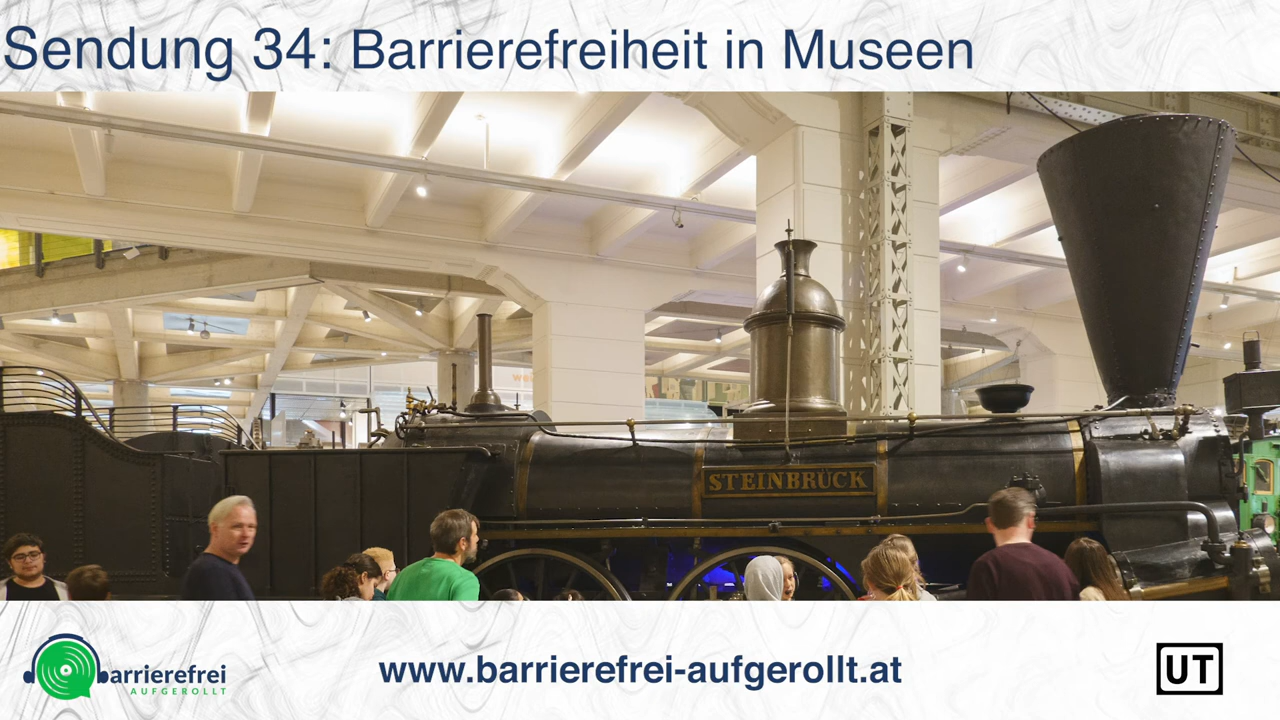 Sendung 34: Barrierefreiheit in Museen
STEINBRÜCK
barrierefrei
AUFGEROLLT
www.barrierefrei-aufgerollt.at
UT